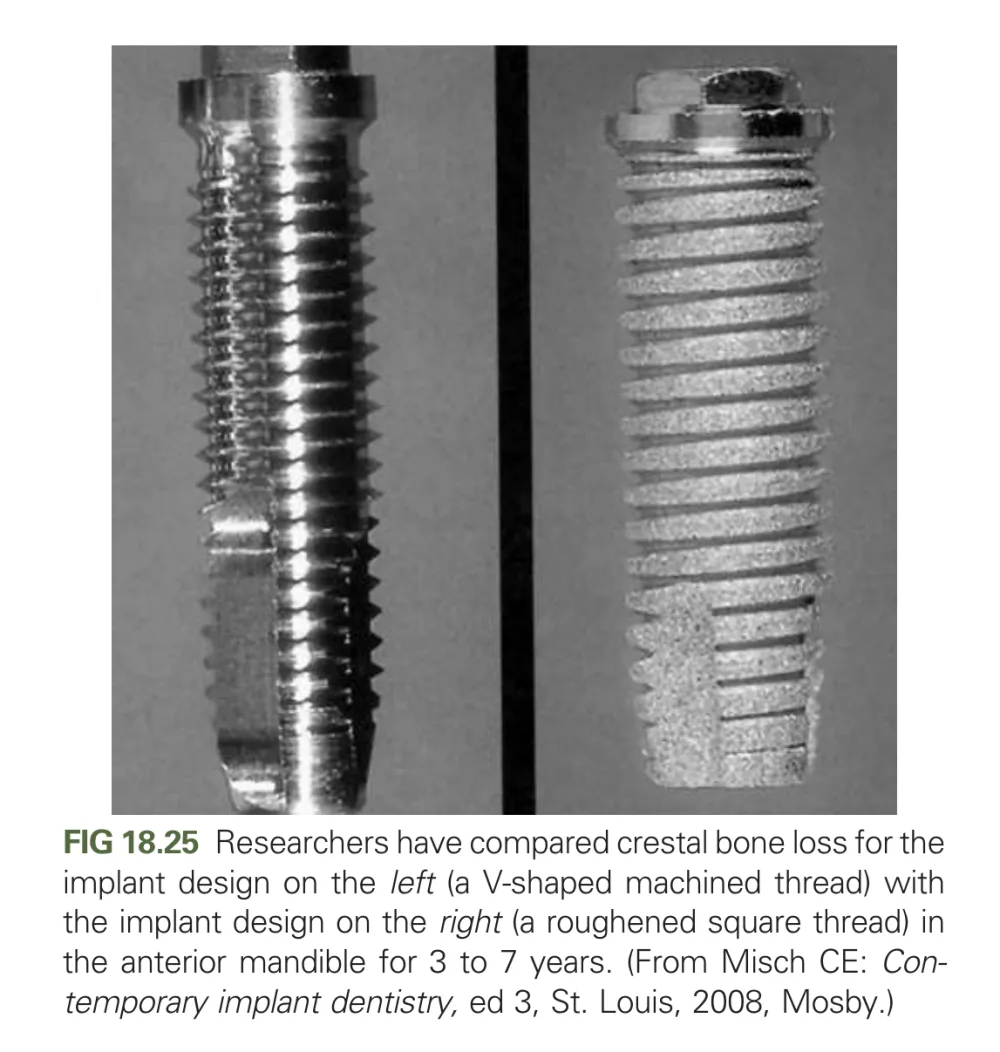 FIG 18.25 Researchers have compared crestal bone loss for the
implant design on the left (a V-shaped machined thread) with
the implant design on the right (a roughened square thread) in
the anterior mandible for 3 to 7 years. (From Misch CE: Con-
temporary implant dentistry, ed 3, St. Louis, 2008, Mosby.)